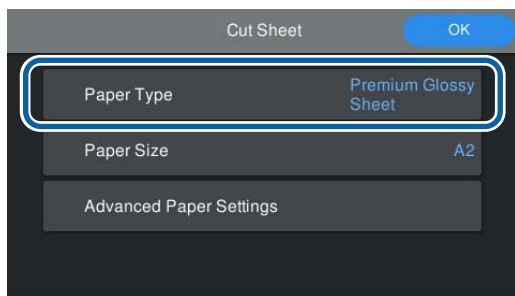 Cut Sheet
OK
Paper Type
Premium Glossy
Sheet
Paper Size
A2
Advanced Paper Settings